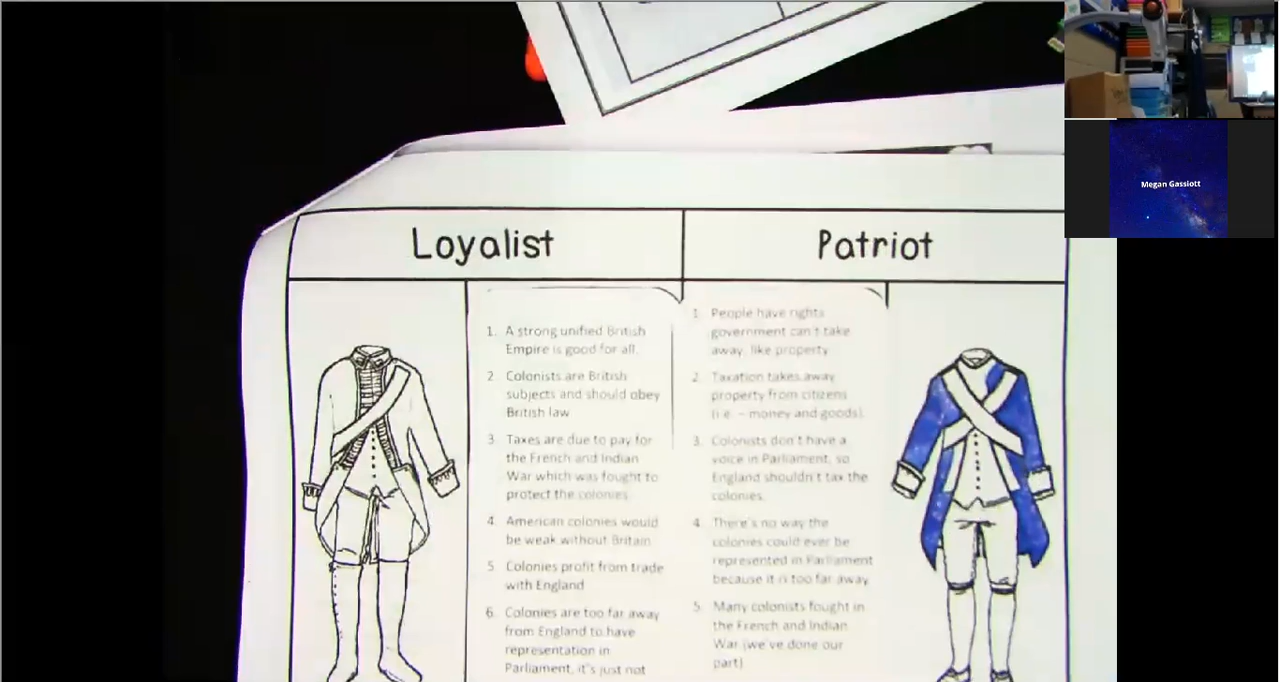 Megan Gassiott
Loyalist
Patriot
1. A strong unified British
Empire is good for all.
2. Colonists are British
subjects and should obey
British law
3. Taxes are due to pay for
the French and Indian
War which was fought to
protect the colonies
4. American colonies would
be weak without Britain
5. Colonies profit from trade
with England
6. Colonies are too far away
from England to have
representation in
Parliament, it's just not
1. People have rights
government can't take
away, like property
2. Taxation takes away
property from citizens
(i.e. – money and goods)
3. Colonists don't have a
voice in Parliament, so
England shouldn't tax the
colonies.
4. There's no way the
colonies could ever be
represented in Parliament
because it is too far away
5. Many colonists fought in
the French and Indian
War (we've done our
part)